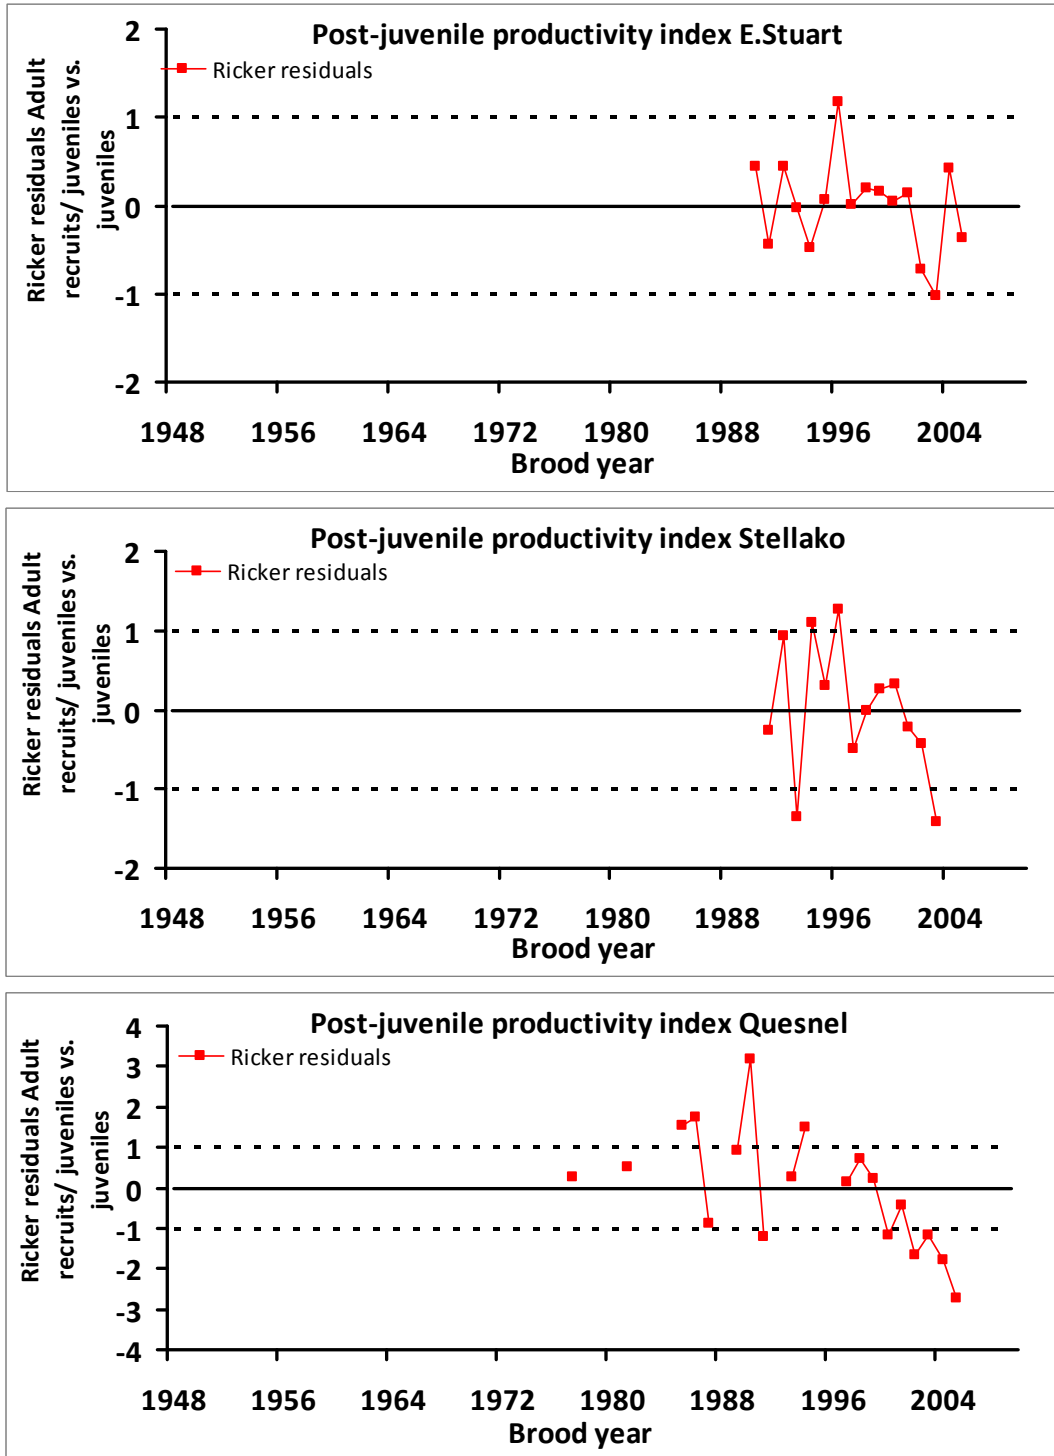 Post-juvenile productivity index E.Stuart
Ricker residuals
Ricker residuals Adult
recruits/ juveniles vs.
juveniles
2
1
0
-1
-2
1948 1956 1964 1972 1980 1988 1996 2004
Brood year
Post-juvenile productivity index Stellako
Ricker residuals
Ricker residuals Adult
recruits/ juveniles vs.
juveniles
2
1
0
-1
-2
1948 1956 1964 1972 1980 1988 1996 2004
Brood year
Post-juvenile productivity index Quesnel
Ricker residuals
Ricker residuals Adult
recruits/ juveniles vs.
juveniles
4
3
2
1
0
-1
-2
-3
-4
1948 1956 1964 1972 1980 1988 1996 2004
Brood year